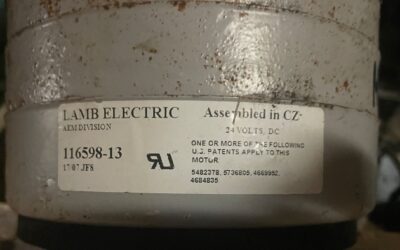 LAMB ELECTRIC
AEM DIVISION
Assembled in CZ
24 VOLTS, DC
116598-13
17 07 JF8
ONE OR MORE OF THE FOLLOWING
U.S. PATENTS APPLY TO THIS
MOTOR
5482378, 5736805, 4669952,
4684835